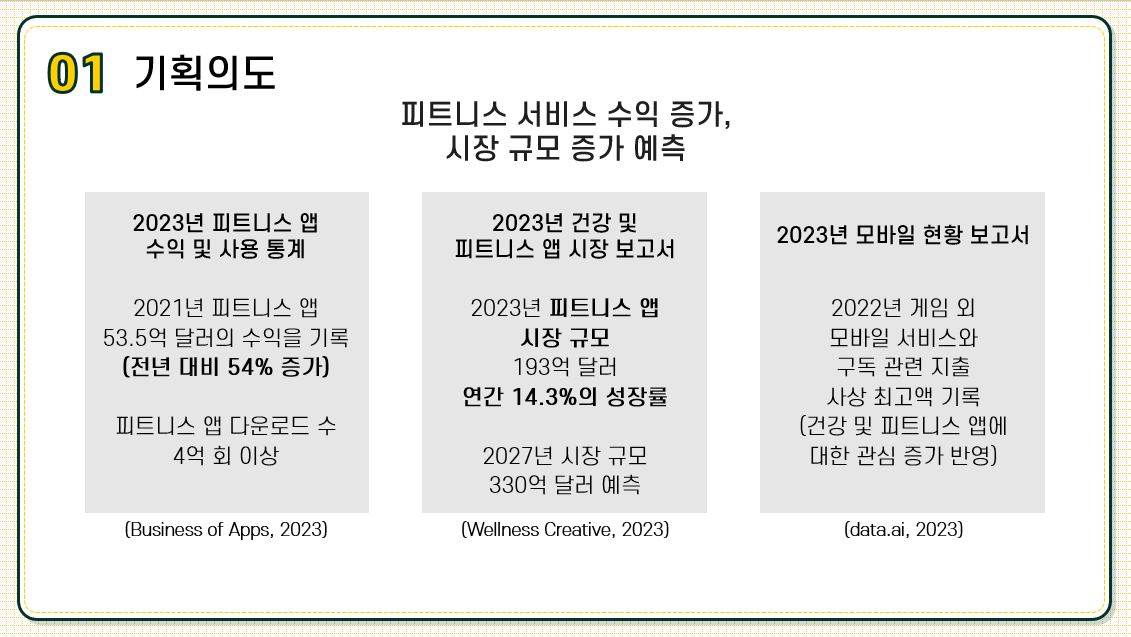 01 기획의도
피트니스 서비스 수익 증가,
시장 규모 증가 예측
2023년 피트니스 앱
수익 및 사용 통계
2021년 피트니스 앱
53.5억 달러의 수익을 기록
(전년 대비 54% 증가)
피트니스 앱 다운로드 수
4억 회 이상
(Business of Apps, 2023)
2023년 건강 및
피트니스 앱 시장 보고서
2023년 피트니스 앱
시장 규모
193억 달러
연간 14.3%의 성장률
2027년 시장 규모
330억 달러 예측
(Wellness Creative, 2023)
2023년 모바일 현황 보고서
2022년 게임 외
모바일 서비스와
구독 관련 지출
사상 최고액 기록
(건강 및 피트니스 앱에
대한 관심 증가 반영)
(data.ai, 2023)